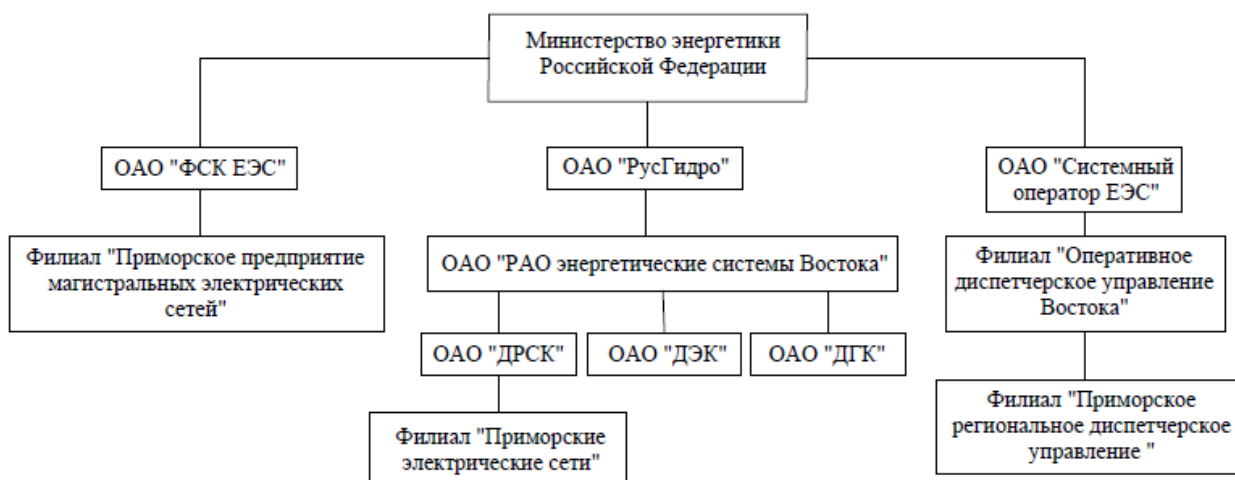 Министерство энергетики
Российской Федерации
ОАО "ФСК ЕЭС"
ОАО "РусГидро"
ОАО "Системный
оператор ЕЭС"
Филиал "Приморское предприятие
магистральных электрических
сетей"
ОАО "РАО энергетические системы Востока"
Филиал "Оперативное
диспетчерское управление
Востока"
ОАО "ДРСК"
ОАО "ДЭК"
ОАО "ДГК"
Филиал "Приморские
электрические сети"
Филиал "Приморское
региональное диспетчерское
управление "